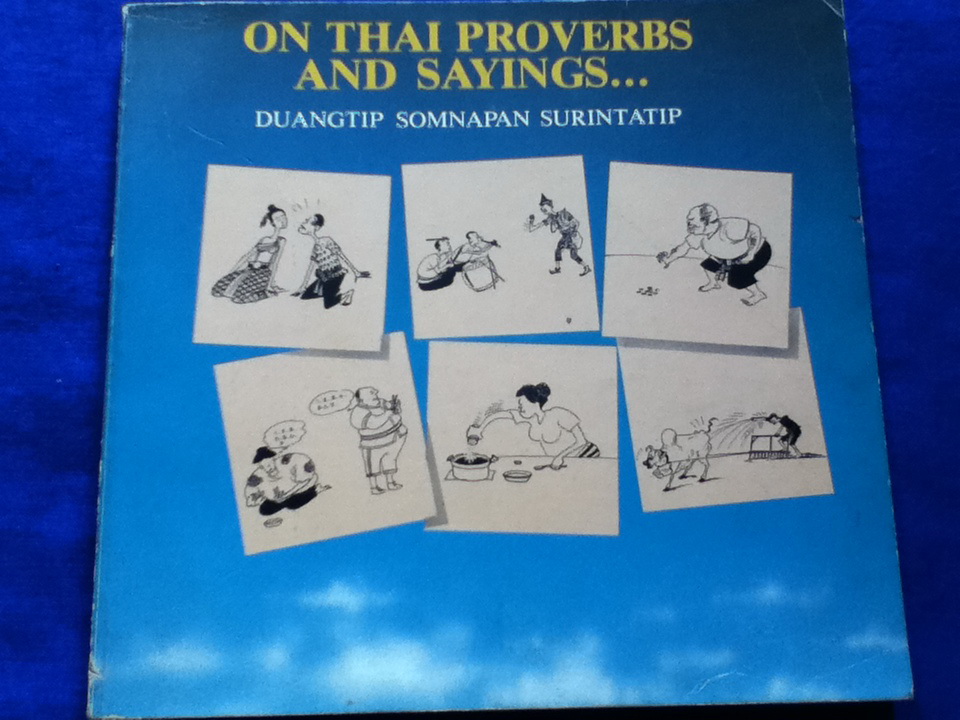 ON THAI PROVERBS
AND SAYINGS...
DUANGTIP SOMNAPAN SURINTATIP